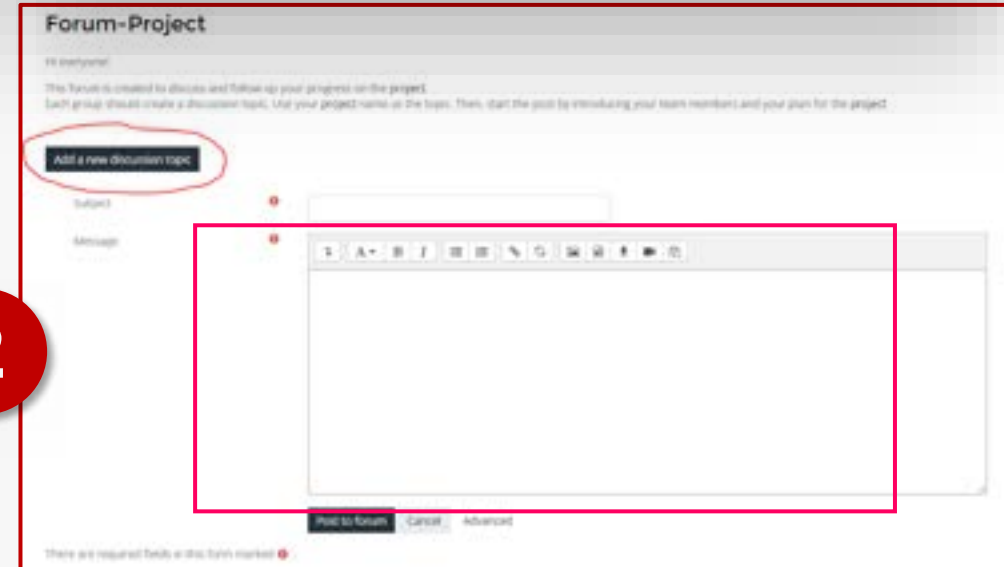 Forum-Project
Hi everyone!
This forum is created to discuss and follow up your progress on the project.
Each group should create a discussion topic. Use your project name as the topic. Then, start the post by introducing your team members and your plan for the project
Add a new discussion topic
Subject
Message
A B I
2
Post to forum Cancel Advanced
There are required fields in this form marked